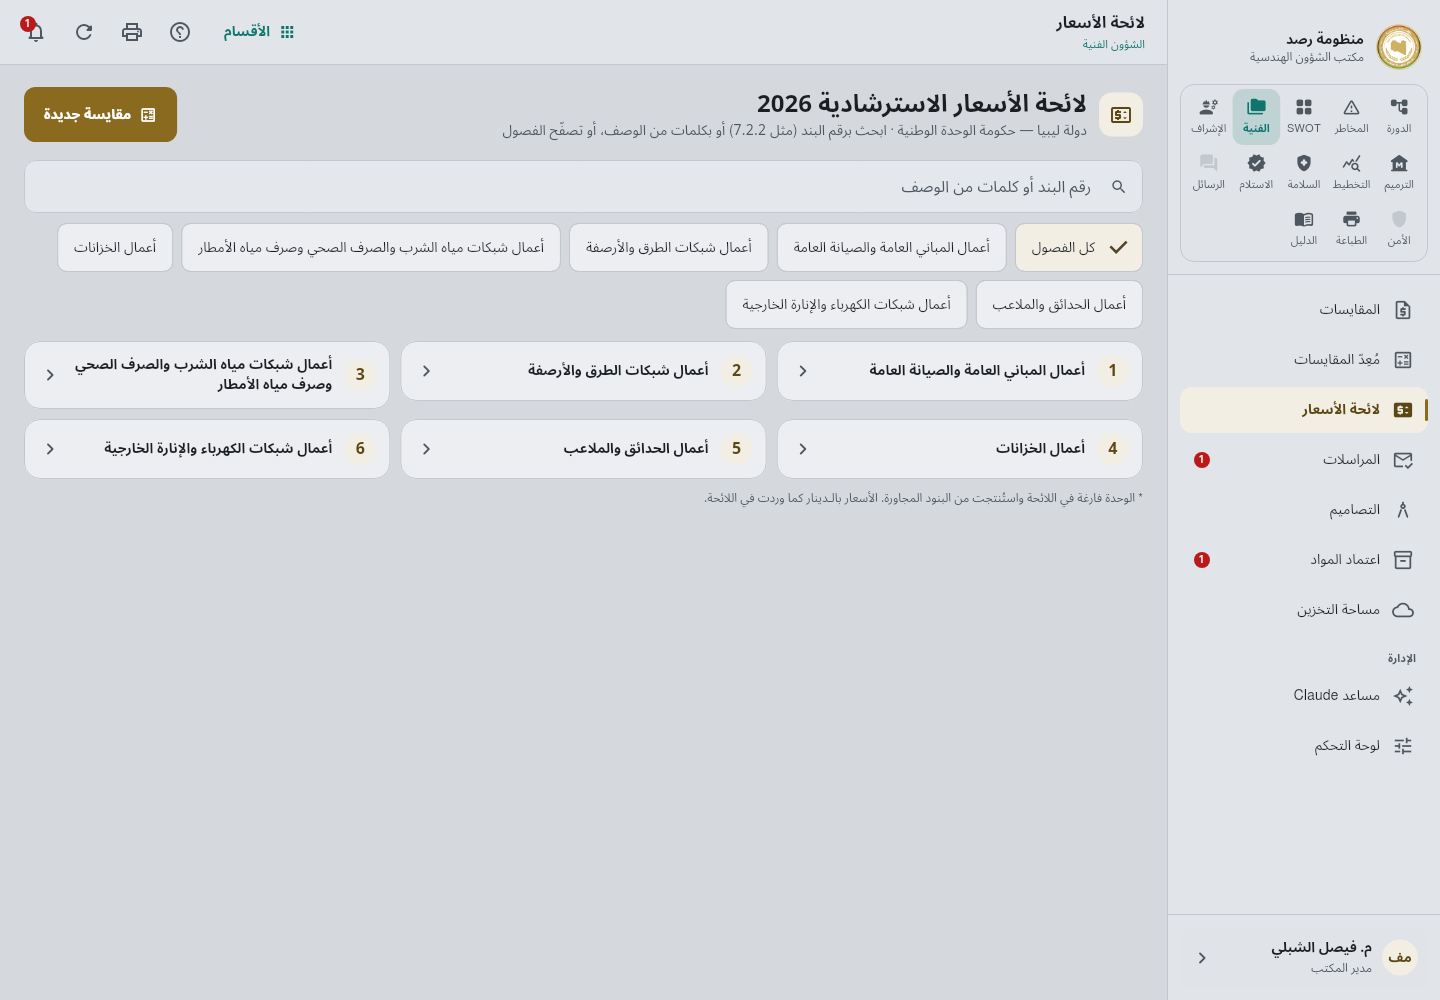 منظومة رصد
مكتب الشؤون الهندسية
الدورة
المخاطر
SWOT
الفنية
الإشراف
الترميم
التخطيط
السلامة
الاستلام
الرسائل
الأمن
الطباعة
الدليل
المقايسات
مُعِدّ المقايسات
لائحة الأسعار
المراسلات
1
التصاميم
اعتماد المواد
1
مساحة التخزين
الإدارة
مساعد Claude
لوحة التحكم
مف
م. فيصل الشبلي
مدير المكتب
لائحة الأسعار
الشؤون الفنية
الأقسام
1
لائحة الأسعار الاسترشادية 2026
دولة ليبيا — حكومة الوحدة الوطنية · ابحث برقم البند (مثل 7.2.2) أو بكلمات من الوصف، أو تصفّح الفصول
مقايسة جديدة
رقم البند أو كلمات من الوصف
كل الفصول
أعمال المباني العامة والصيانة العامة
أعمال شبكات الطرق والأرصفة
أعمال شبكات مياه الشرب والصرف الصحي وصرف مياه الأمطار
أعمال الخزانات
أعمال الحدائق والملاعب
أعمال شبكات الكهرباء والإنارة الخارجية
1 أعمال المباني العامة والصيانة العامة
2 أعمال شبكات الطرق والأرصفة
3 أعمال شبكات مياه الشرب والصرف الصحي
وصرف مياه الأمطار
4 أعمال الخزانات
5 أعمال الحدائق والملاعب
6 أعمال شبكات الكهرباء والإنارة الخارجية
* الوحدة فارغة في اللائحة واستُنتجت من البنود المجاورة. الأسعار بالـدينار كما وردت في اللائحة.